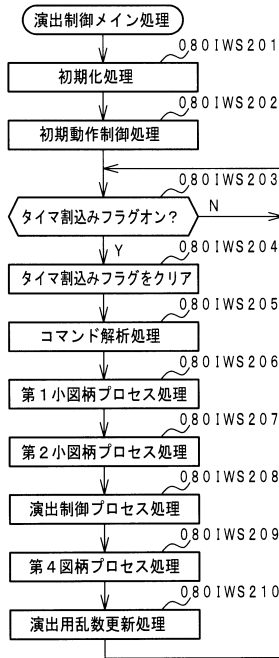 演出制御メイン処理
080IWS201
初期化処理
080IWS202
初期動作制御処理
080IWS203
タイマ割込みフラグオン?
N
Y
080IWS204
タイマ割込みフラグをクリア
080IWS205
コマンド解析処理
080IWS206
第1小図柄プロセス処理
080IWS207
第2小図柄プロセス処理
080IWS208
演出制御プロセス処理
080IWS209
第4図柄プロセス処理
080IWS210
演出用乱数更新処理